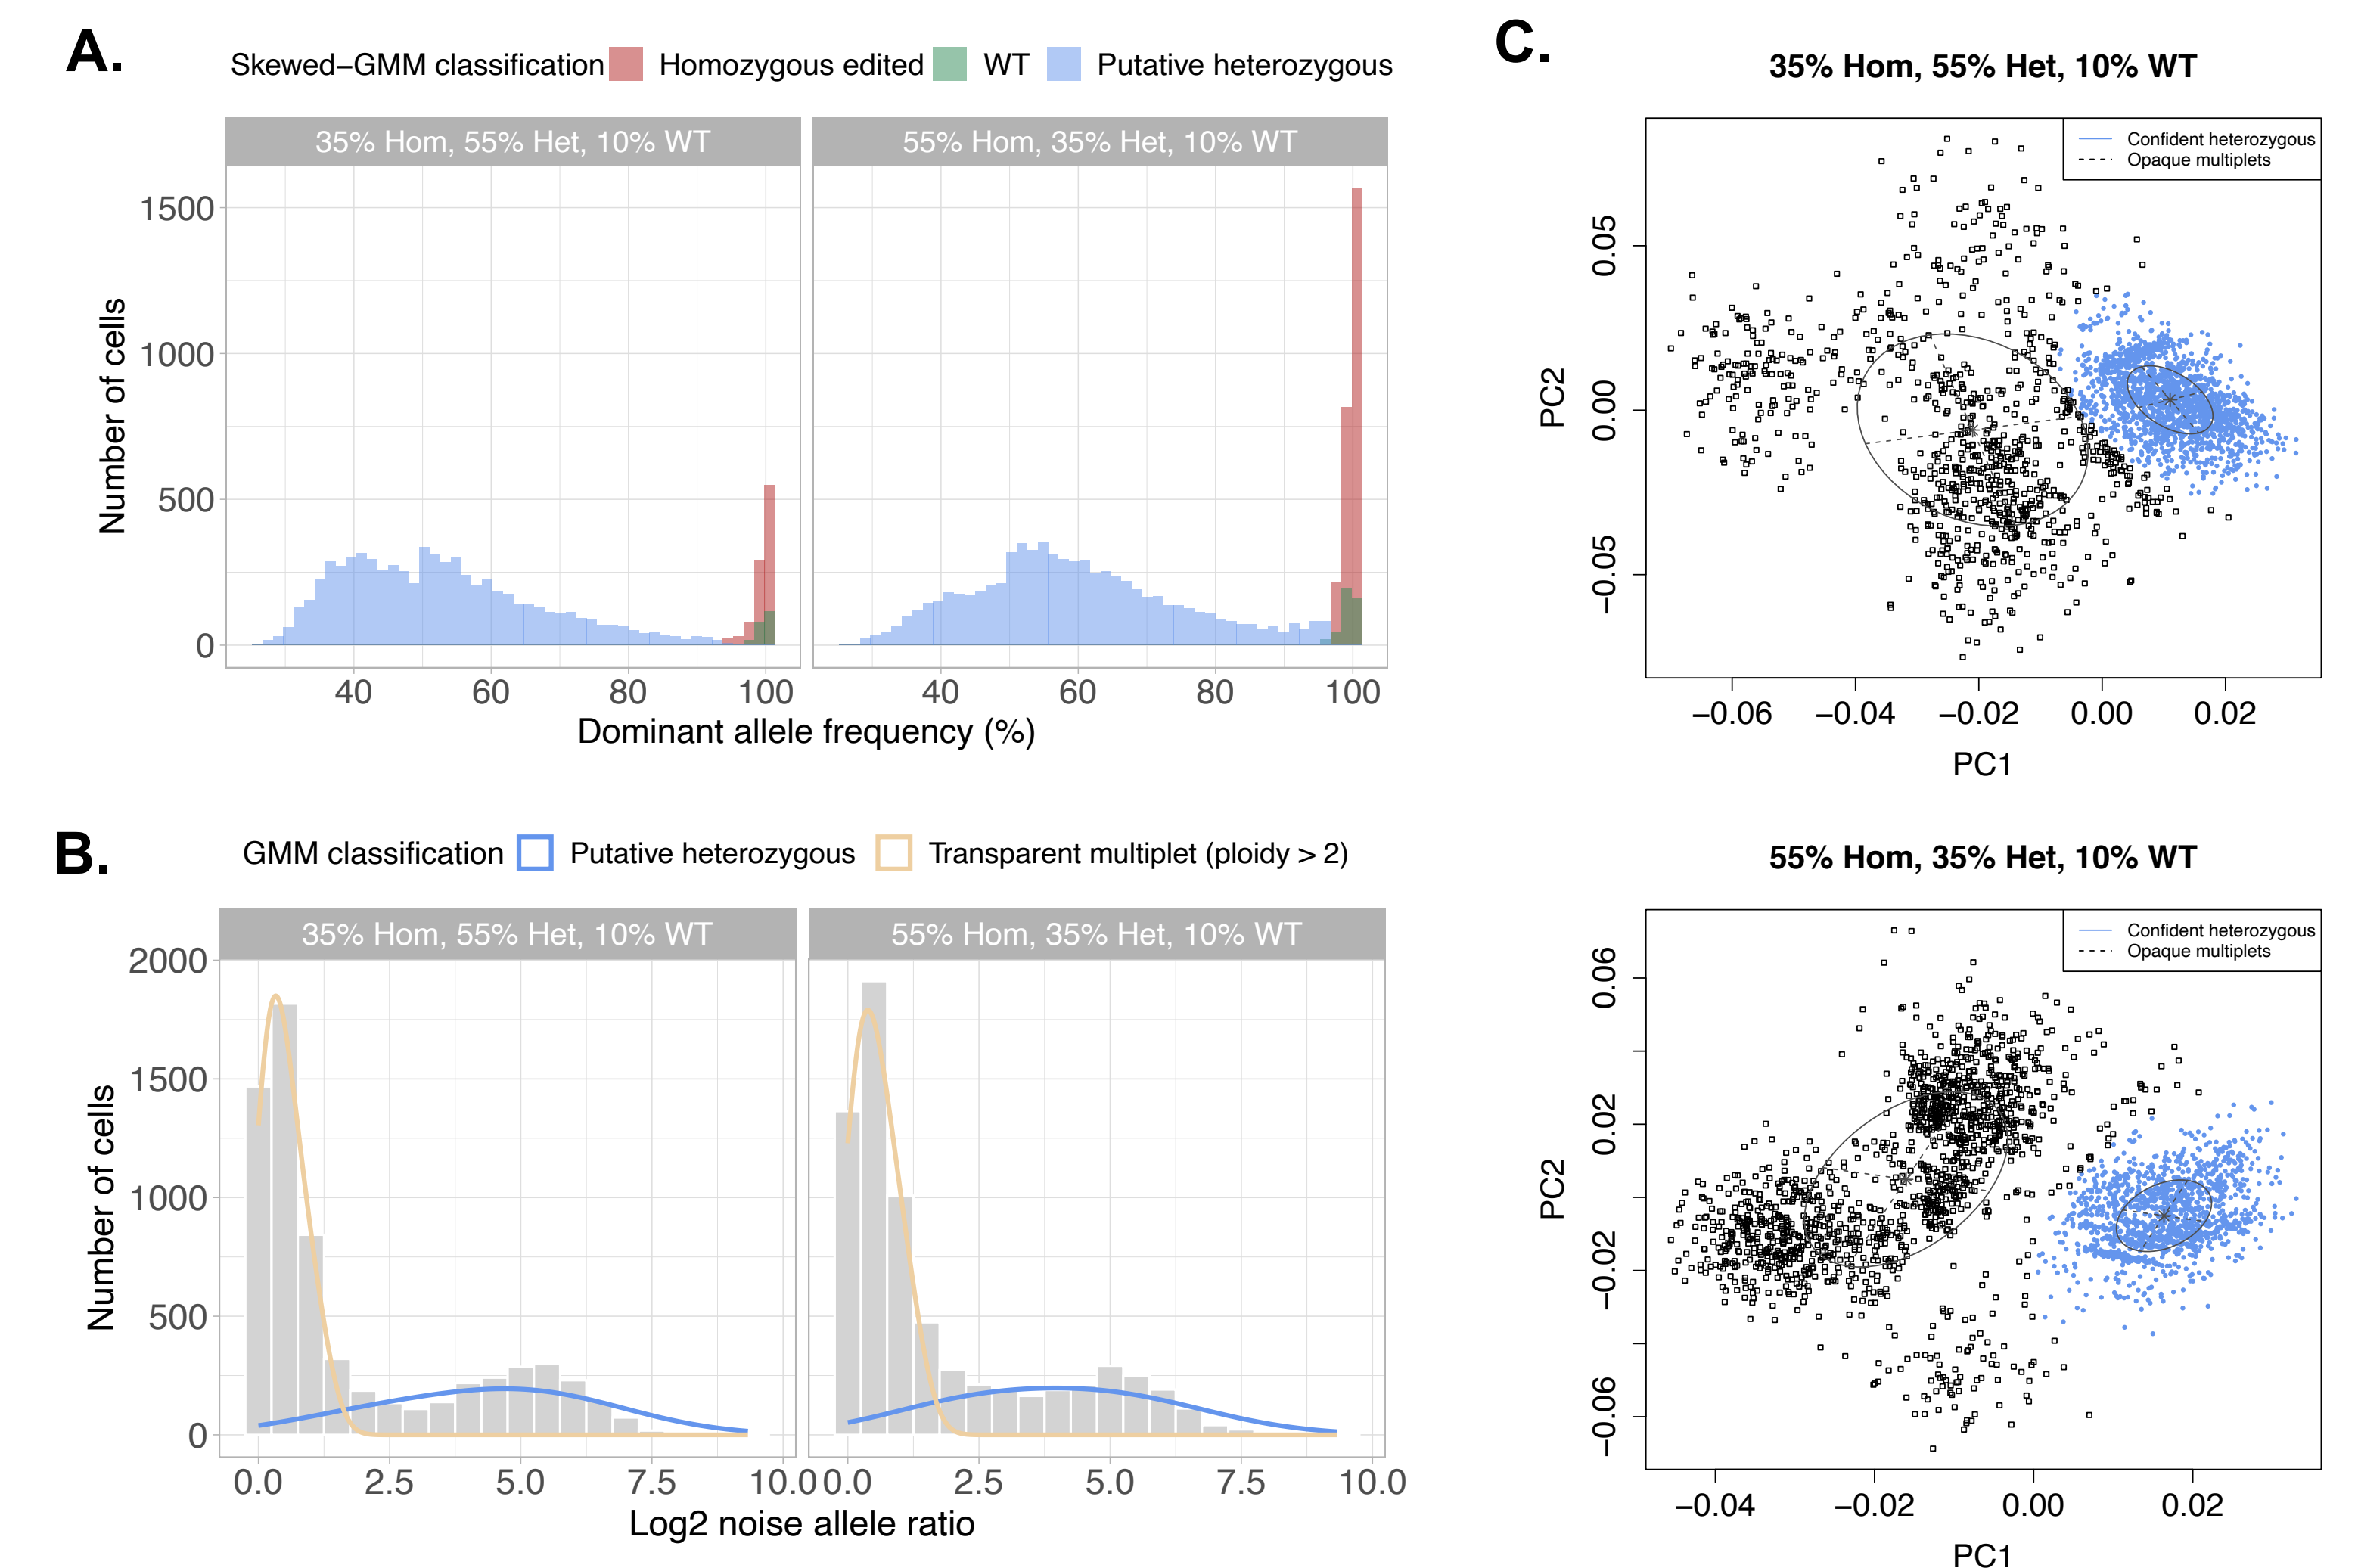 A.
Skewed−GMM classification Homozygous edited WT Putative heterozygous
35% Hom, 55% Het, 10% WT 55% Hom, 35% Het, 10% WT
1500
1000
500
0
Number of cells
40 60 80 100 40 60 80 100
Dominant allele frequency (%)
B.
GMM classification Putative heterozygous Transparent multiplet (ploidy > 2)
35% Hom, 55% Het, 10% WT 55% Hom, 35% Het, 10% WT
2000
1500
1000
500
0
Number of cells
0.0 2.5 5.0 7.5 10.0 0.0 2.5 5.0 7.5 10.0
Log2 noise allele ratio
C.
35% Hom, 55% Het, 10% WT
Confident heterozygous
Opaque multiplets
0.05
0.00
−0.05
PC2
−0.06 −0.04 −0.02 0.00 0.02
PC1
55% Hom, 35% Het, 10% WT
Confident heterozygous
Opaque multiplets
0.06
0.02
−0.02
−0.06
PC2
−0.04 −0.02 0.00 0.02
PC1